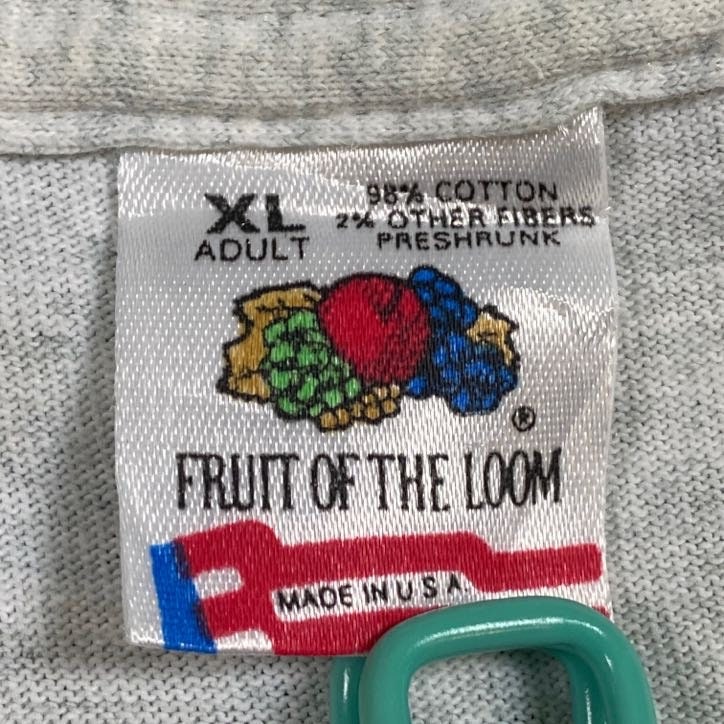 XL
ADULT
98% COTTON
2% OTHER FIBERS
PRESHRUNK
®
FRUIT OF THE LOOM
MADE IN U S A.